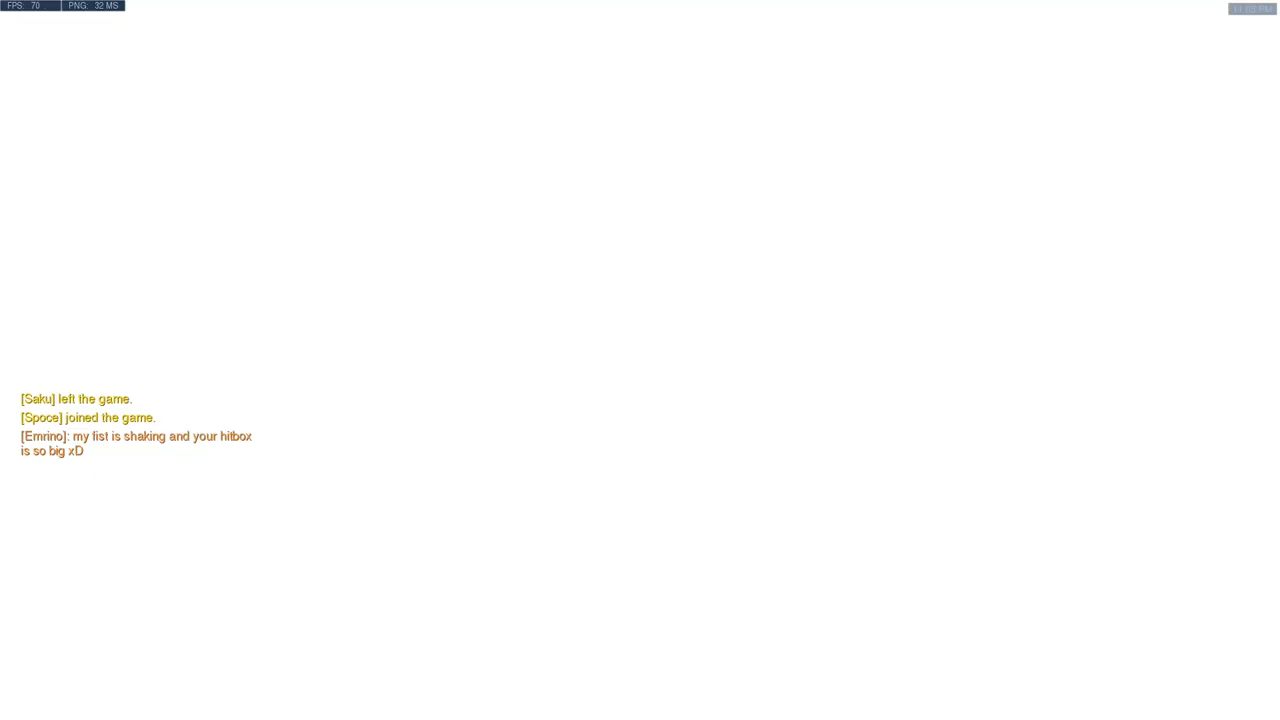 FPS: 70 PNG: 32 MS
[Saku] left the game.
[Spoce] joined the game.
[Emrino]: my fist is shaking and your hitbox
is so big xD